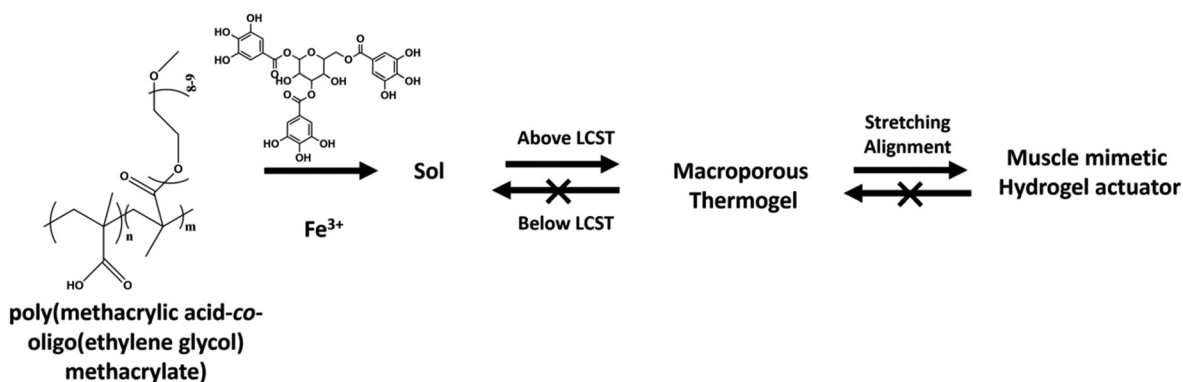 O
8-9
O
O
HO
O
n
m
poly(methacrylic acid-co-
oligo(ethylene glycol)
methacrylate)
OH
HO
HO
O
O
O
HO
OH
O
O
O
OH
OH
OH
O
O
HO
OH
OH
Fe³⁺
Sol
Above LCST
Below LCST
Macroporous
Thermogel
Stretching
Alignment
Muscle mimetic
Hydrogel actuator